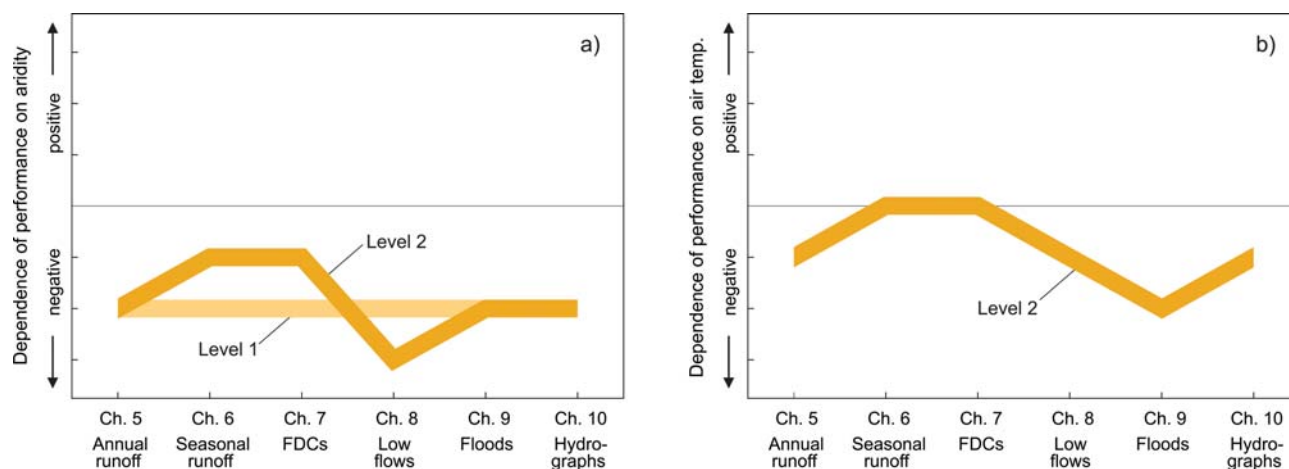 a)
Dependence of performance on aridity
positive
negative
Level 2
Level 1
Ch. 5
Ch. 6
Ch. 7
Ch. 8
Ch. 9
Ch. 10
Annual
runoff
Seasonal
runoff
FDCs
Low
flows
Floods
Hydro-
graphs
b)
Dependence of performance on air temp.
positive
negative
Level 2
Ch. 5
Ch. 6
Ch. 7
Ch. 8
Ch. 9
Ch. 10
Annual
runoff
Seasonal
runoff
FDCs
Low
flows
Floods
Hydro-
graphs